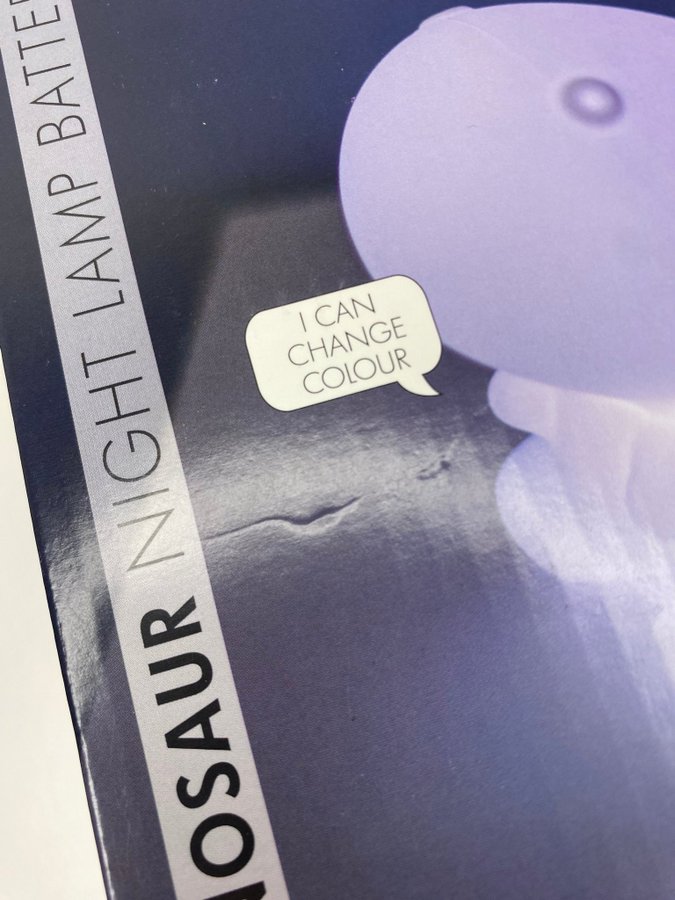 I CAN
CHANGE
COLOUR
NOSAUR NIGHT LAMP BATTE